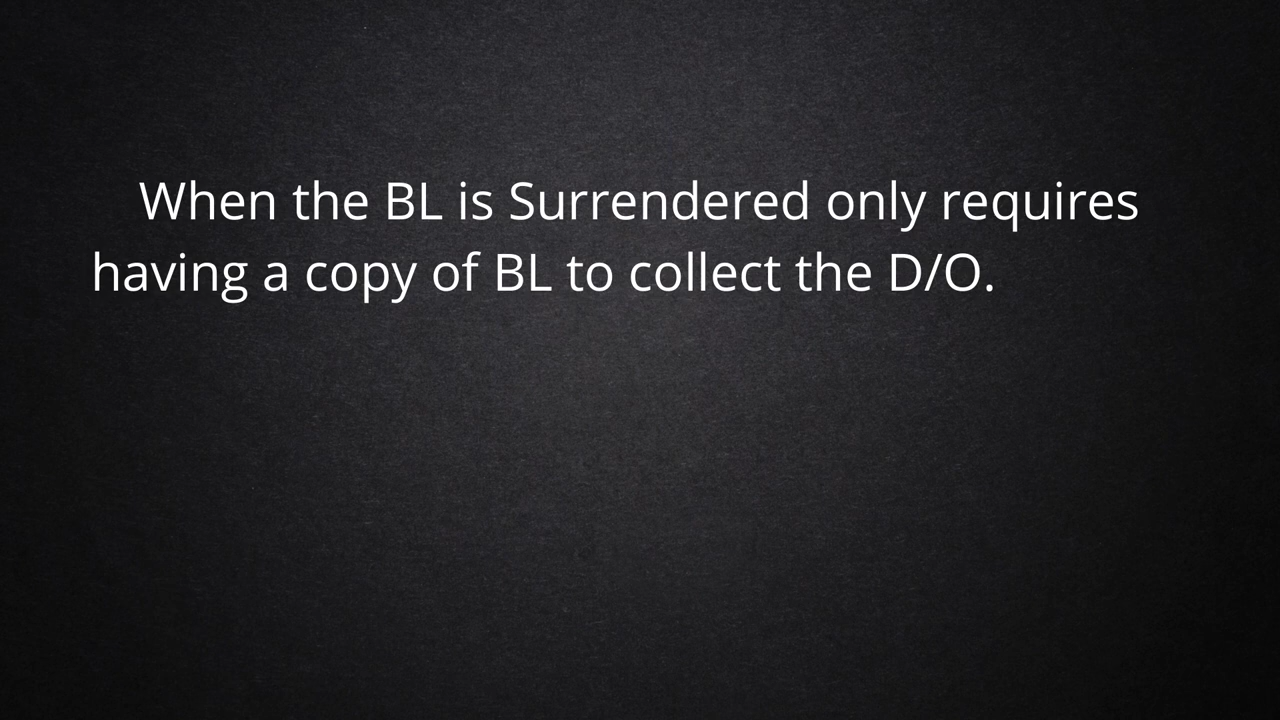 When the BL is Surrendered only requires
having a copy of BL to collect the D/O.